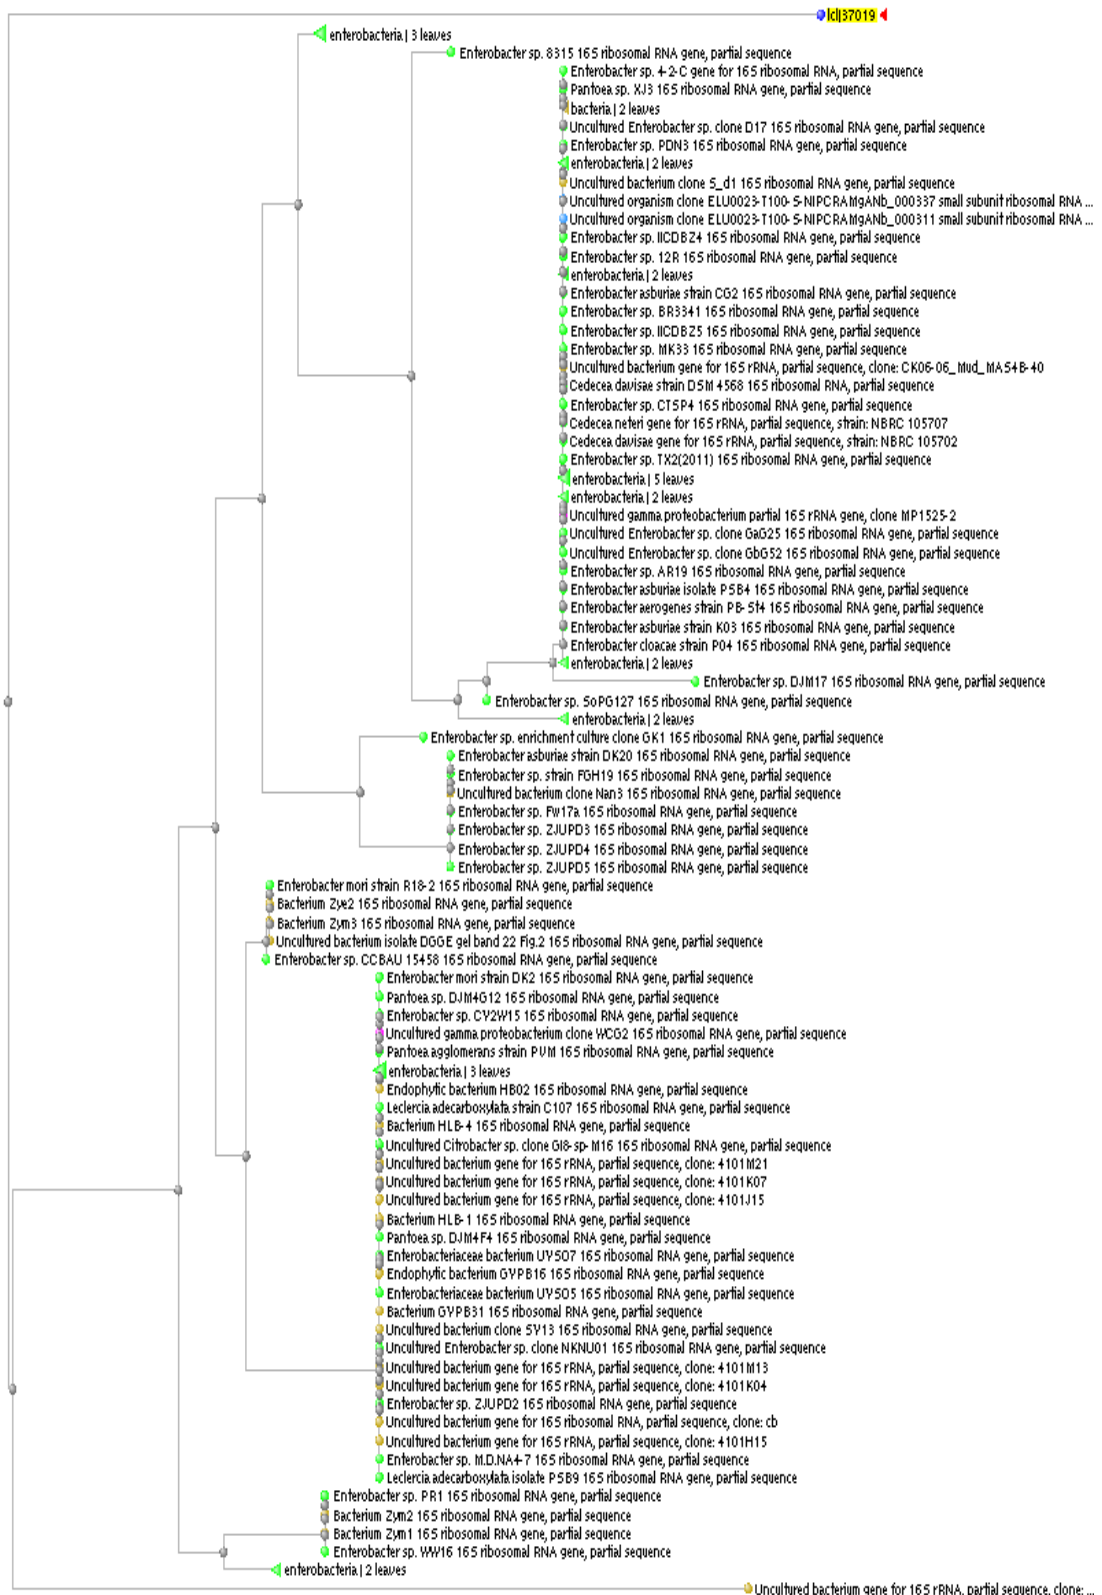 lcl|37019
enterobacteria | 3 leaves
Enterobacter sp. 8315 16S ribosomal RNA gene, partial sequence
Enterobacter sp. 4-2-C gene for 16S ribosomal RNA, partial sequence
Pantoea sp. XJ3 16S ribosomal RNA gene, partial sequence
bacteria | 2 leaves
Uncultured Enterobacter sp. clone D17 16S ribosomal RNA gene, partial sequence
Enterobacter sp. PDN3 16S ribosomal RNA gene, partial sequence
enterobacteria | 2 leaves
Uncultured bacterium clone S_d1 16S ribosomal RNA gene, partial sequence
Uncultured organism clone ELU0023-T100-S-NIPCRAMgANb_000337 small subunit ribosomal RNA ...
Uncultured organism clone ELU0023-T100-S-NIPCRAMgANb_000311 small subunit ribosomal RNA ...
Enterobacter sp. IICDBZ4 16S ribosomal RNA gene, partial sequence
Enterobacter sp. 12R 16S ribosomal RNA gene, partial sequence
enterobacteria | 2 leaves
Enterobacter asburiae strain CG2 16S ribosomal RNA gene, partial sequence
Enterobacter sp. BR3341 16S ribosomal RNA gene, partial sequence
Enterobacter sp. IICDBZ5 16S ribosomal RNA gene, partial sequence
Enterobacter sp. MK33 16S ribosomal RNA gene, partial sequence
Uncultured bacterium gene for 16S rRNA, partial sequence, clone: CK06-06_Mud_MAS4B-40
Cedecea davisae strain DSM 4568 16S ribosomal RNA, partial sequence
Enterobacter sp. CTSP4 16S ribosomal RNA gene, partial sequence
Cedecea neteri gene for 16S rRNA, partial sequence, strain: NBRC 105707
Cedecea davisae gene for 16S rRNA, partial sequence, strain: NBRC 105702
Enterobacter sp. TX2(2011) 16S ribosomal RNA gene, partial sequence
enterobacteria | 5 leaves
enterobacteria | 2 leaves
Uncultured gamma proteobacterium partial 16S rRNA gene, clone MP1525-2
Uncultured Enterobacter sp. clone GaG25 16S ribosomal RNA gene, partial sequence
Uncultured Enterobacter sp. clone GbG52 16S ribosomal RNA gene, partial sequence
Enterobacter sp. AR19 16S ribosomal RNA gene, partial sequence
Enterobacter asburiae isolate PSB4 16S ribosomal RNA gene, partial sequence
Enterobacter aerogenes strain PB-Sf4 16S ribosomal RNA gene, partial sequence
Enterobacter asburiae strain K03 16S ribosomal RNA gene, partial sequence
Enterobacter cloacae strain P04 16S ribosomal RNA gene, partial sequence
enterobacteria | 2 leaves
Enterobacter sp. DJM17 16S ribosomal RNA gene, partial sequence
Enterobacter sp. SoPG127 16S ribosomal RNA gene, partial sequence
enterobacteria | 2 leaves
Enterobacter sp. enrichment culture clone GK1 16S ribosomal RNA gene, partial sequence
Enterobacter asburiae strain DK20 16S ribosomal RNA gene, partial sequence
Enterobacter sp. strain FGH19 16S ribosomal RNA gene, partial sequence
Uncultured bacterium clone Nan3 16S ribosomal RNA gene, partial sequence
Enterobacter sp. Fw17a 16S ribosomal RNA gene, partial sequence
Enterobacter sp. ZJUPD3 16S ribosomal RNA gene, partial sequence
Enterobacter sp. ZJUPD4 16S ribosomal RNA gene, partial sequence
Enterobacter sp. ZJUPD5 16S ribosomal RNA gene, partial sequence
Enterobacter mori strain R18-2 16S ribosomal RNA gene, partial sequence
Bacterium Zye2 16S ribosomal RNA gene, partial sequence
Bacterium Zym3 16S ribosomal RNA gene, partial sequence
Uncultured bacterium isolate DGGE gel band 22 Fig.2 16S ribosomal RNA gene, partial sequence
Enterobacter sp. CCBAU 15458 16S ribosomal RNA gene, partial sequence
Enterobacter mori strain DK2 16S ribosomal RNA gene, partial sequence
Pantoea sp. DJM4G12 16S ribosomal RNA gene, partial sequence
Enterobacter sp. CY2W15 16S ribosomal RNA gene, partial sequence
Uncultured gamma proteobacterium clone WCG2 16S ribosomal RNA gene, partial sequence
Pantoea agglomerans strain PVM 16S ribosomal RNA gene, partial sequence
enterobacteria | 3 leaves
Endophytic bacterium HB02 16S ribosomal RNA gene, partial sequence
Leclercia adecarboxylata strain C107 16S ribosomal RNA gene, partial sequence
Bacterium HLB-4 16S ribosomal RNA gene, partial sequence
Uncultured Citrobacter sp. clone GI8-sp-M16 16S ribosomal RNA gene, partial sequence
Uncultured bacterium gene for 16S rRNA, partial sequence, clone: 4101M21
Uncultured bacterium gene for 16S rRNA, partial sequence, clone: 4101K07
Uncultured bacterium gene for 16S rRNA, partial sequence, clone: 4101J15
Bacterium HLB-1 16S ribosomal RNA gene, partial sequence
Pantoea sp. DJM4F4 16S ribosomal RNA gene, partial sequence
Enterobacteriaceae bacterium UYSO7 16S ribosomal RNA gene, partial sequence
Endophytic bacterium GYPB16 16S ribosomal RNA gene, partial sequence
Enterobacteriaceae bacterium UYSO5 16S ribosomal RNA gene, partial sequence
Bacterium GYPB31 16S ribosomal RNA gene, partial sequence
Uncultured bacterium clone SV13 16S ribosomal RNA gene, partial sequence
Uncultured Enterobacter sp. clone NKNU01 16S ribosomal RNA gene, partial sequence
Uncultured bacterium gene for 16S rRNA, partial sequence, clone: 4101M13
Uncultured bacterium gene for 16S rRNA, partial sequence, clone: 4101K04
Enterobacter sp. ZJUPD2 16S ribosomal RNA gene, partial sequence
Uncultured bacterium gene for 16S ribosomal RNA, partial sequence, clone: cb
Uncultured bacterium gene for 16S rRNA, partial sequence, clone: 4101H15
Enterobacter sp. M.D.NA4-7 16S ribosomal RNA gene, partial sequence
Leclercia adecarboxylata isolate PSB9 16S ribosomal RNA gene, partial sequence
Enterobacter sp. PR1 16S ribosomal RNA gene, partial sequence
Bacterium Zym2 16S ribosomal RNA gene, partial sequence
Bacterium Zym1 16S ribosomal RNA gene, partial sequence
Enterobacter sp. WW16 16S ribosomal RNA gene, partial sequence
enterobacteria | 2 leaves
Uncultured bacterium gene for 16S rRNA, partial sequence, clone: ...